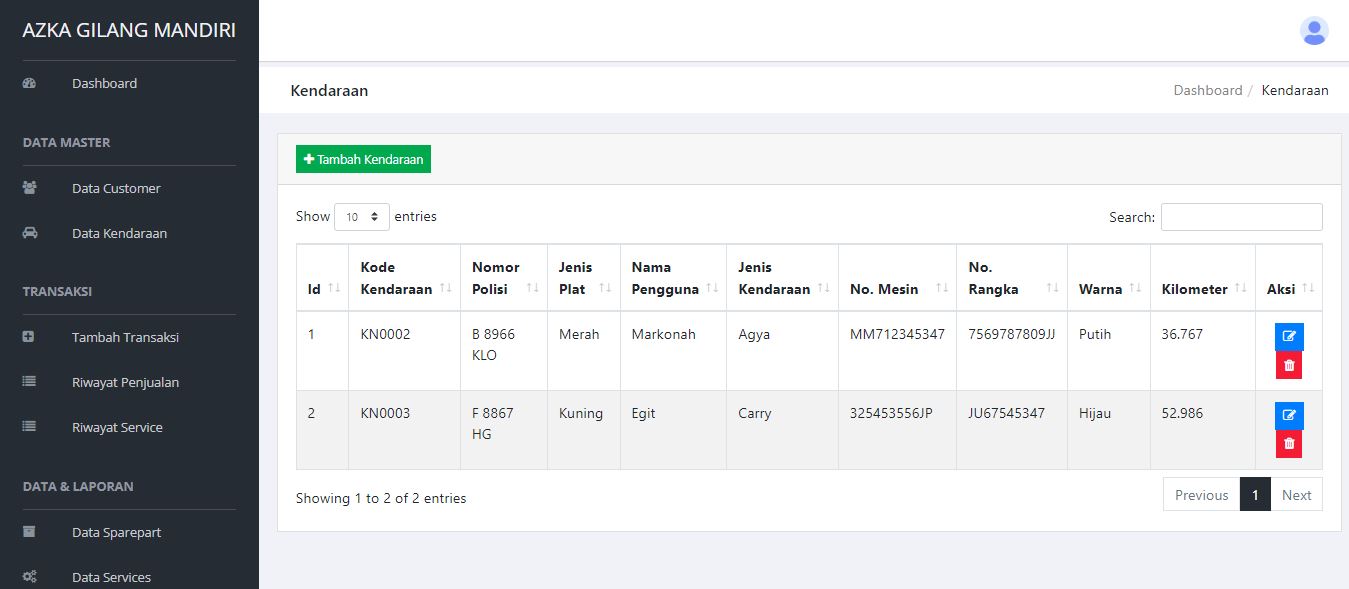 AZKA GILANG MANDIRI
Dashboard
DATA MASTER
Data Customer
Data Kendaraan
TRANSAKSI
Tambah Transaksi
Riwayat Penjualan
Riwayat Service
DATA & LAPORAN
Data Sparepart
Data Services
Kendaraan
Dashboard / Kendaraan
Tambah Kendaraan
Show 10 entries
Search:
Id Kode Kendaraan Nomor Polisi Jenis Plat Nama Pengguna Jenis Kendaraan No. Mesin No. Rangka Warna Kilometer Aksi
1 KN0002 B 8966 KLO Merah Markonah Agya MM712345347 7569787809JJ Putih 36.767
2 KN0003 F 8867 HG Kuning Egit Carry 325453556JP JU67545347 Hijau 52.986
Showing 1 to 2 of 2 entries
Previous 1 Next